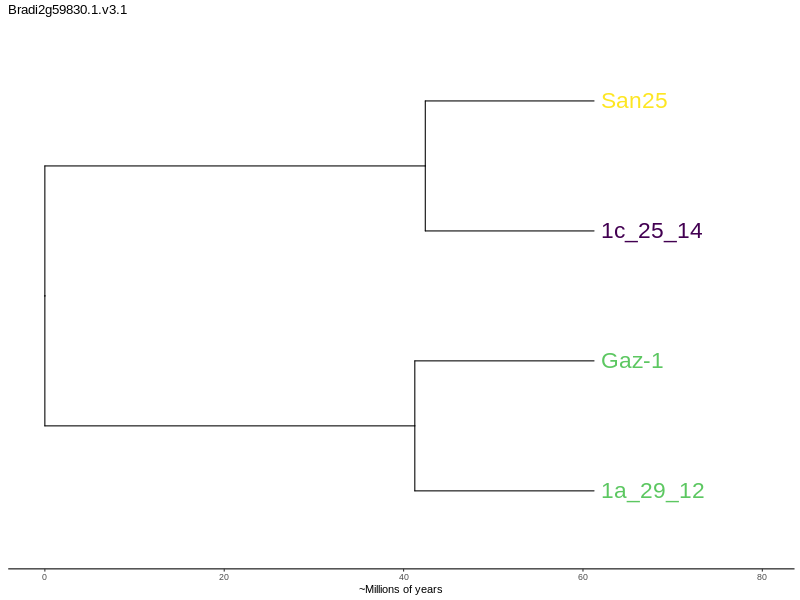 Bradi2g59830.1.v3.1
San25
1c_25_14
Gaz-1
1a_29_12
0 20 40 60 80
~Millions of years